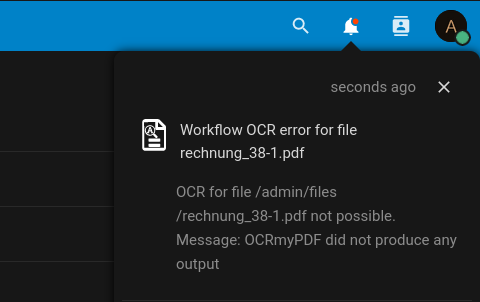 A
seconds ago
Workflow OCR error for file
rechnung_38-1.pdf
OCR for file /admin/files
/rechnung_38-1.pdf not possible.
Message: OCRmyPDF did not produce any
output